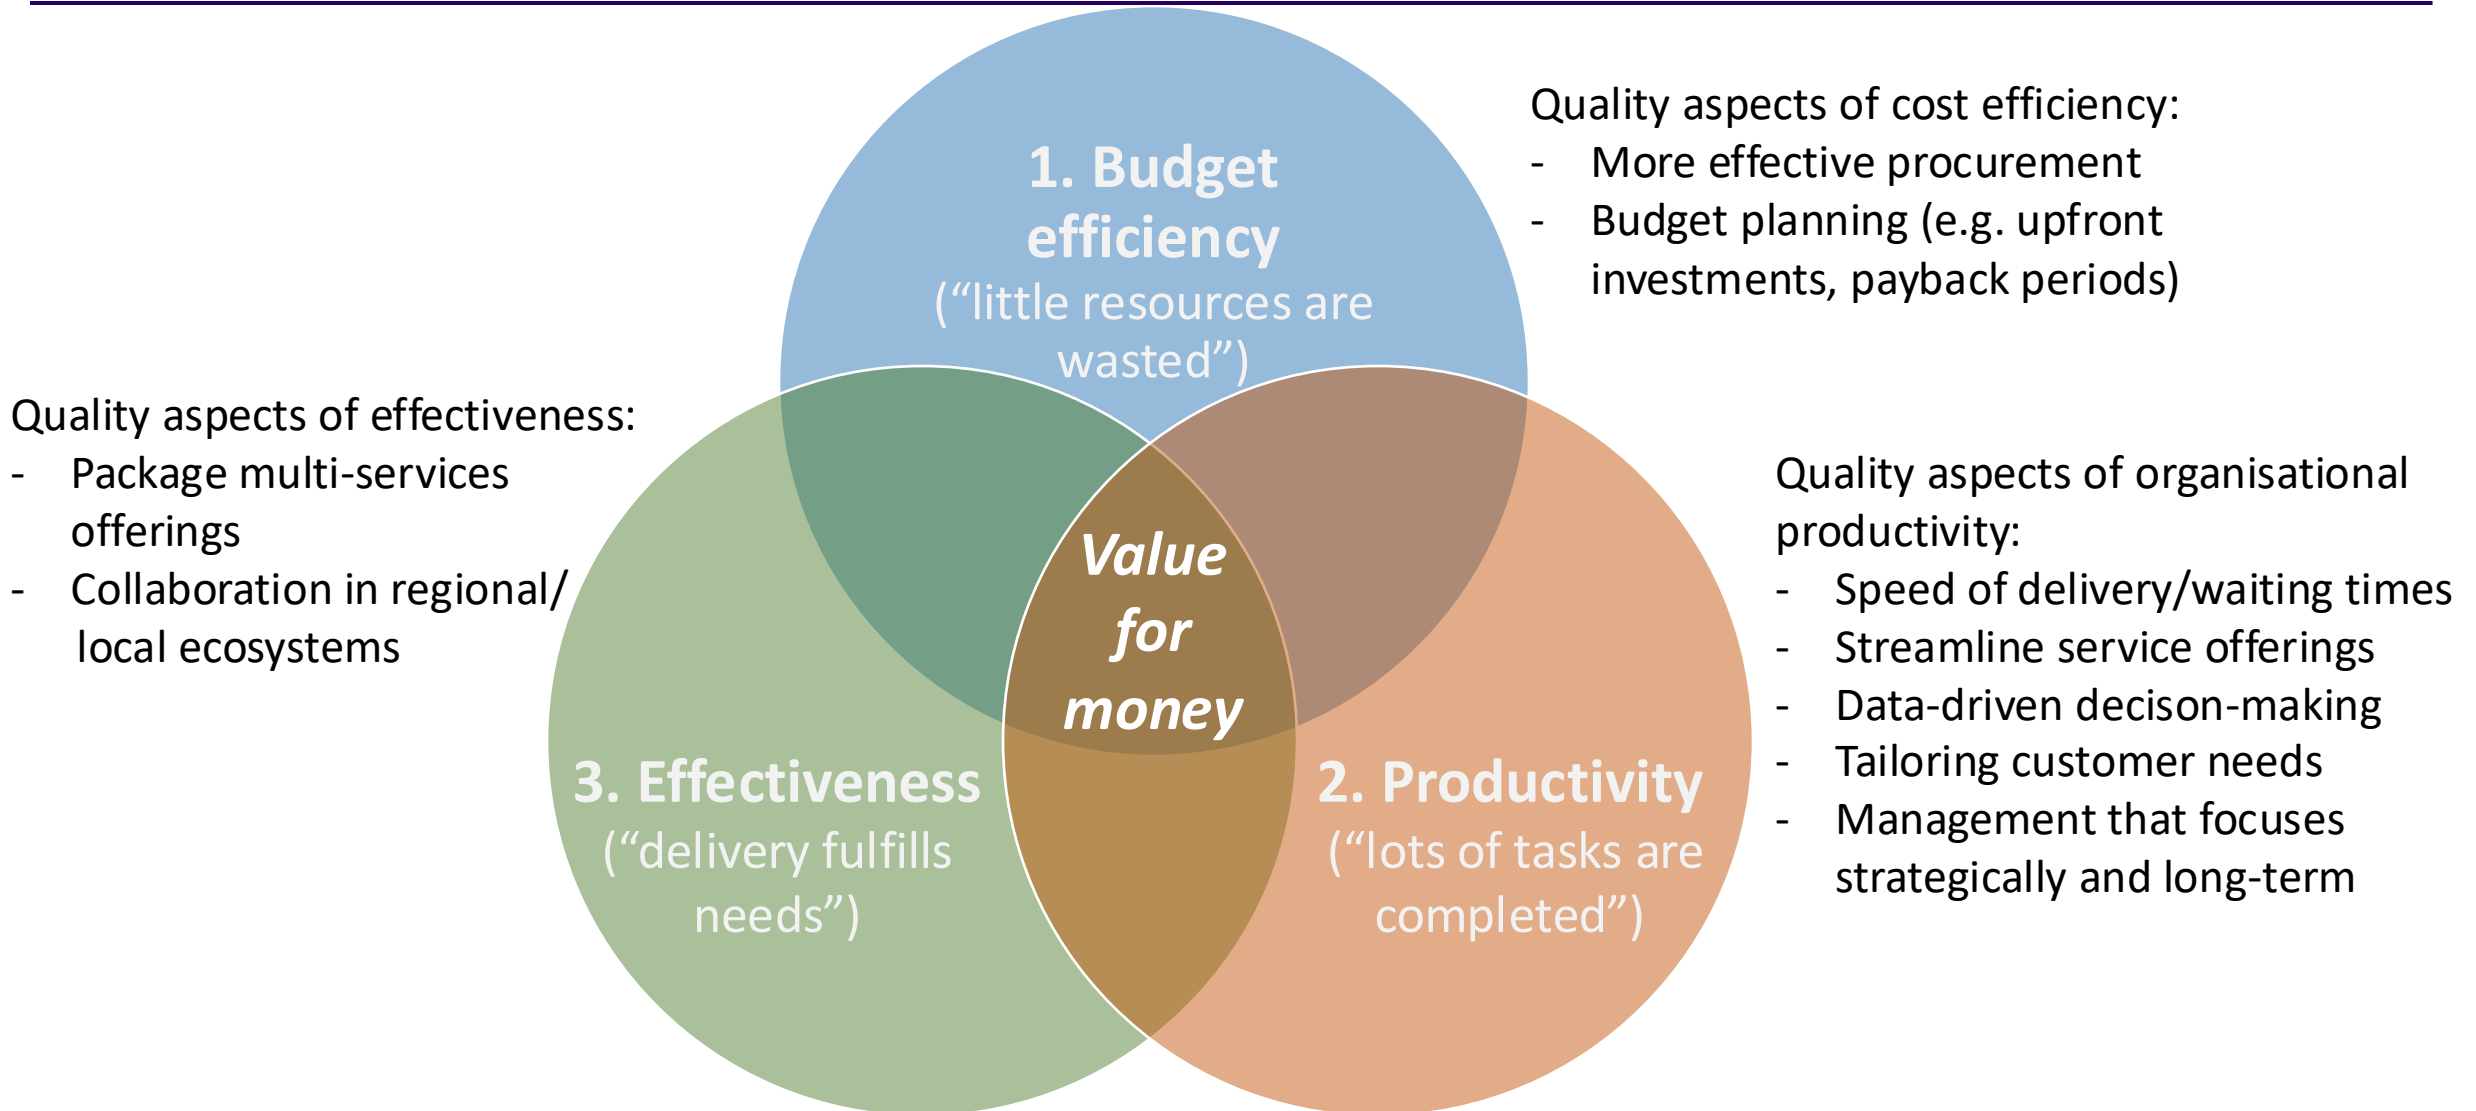 1. Budget
efficiency
(“little resources are
wasted”)
Quality aspects of cost efficiency:
- More effective procurement
- Budget planning (e.g. upfront
investments, payback periods)
Quality aspects of effectiveness:
- Package multi-services
offerings
- Collaboration in regional/
local ecosystems
Value
for
money
Quality aspects of organisational
productivity:
- Speed of delivery/waiting times
- Streamline service offerings
- Data-driven decison-making
- Tailoring customer needs
- Management that focuses
strategically and long-term
3. Effectiveness
(“delivery fulfills
needs”)
2. Productivity
(“lots of tasks are
completed”)